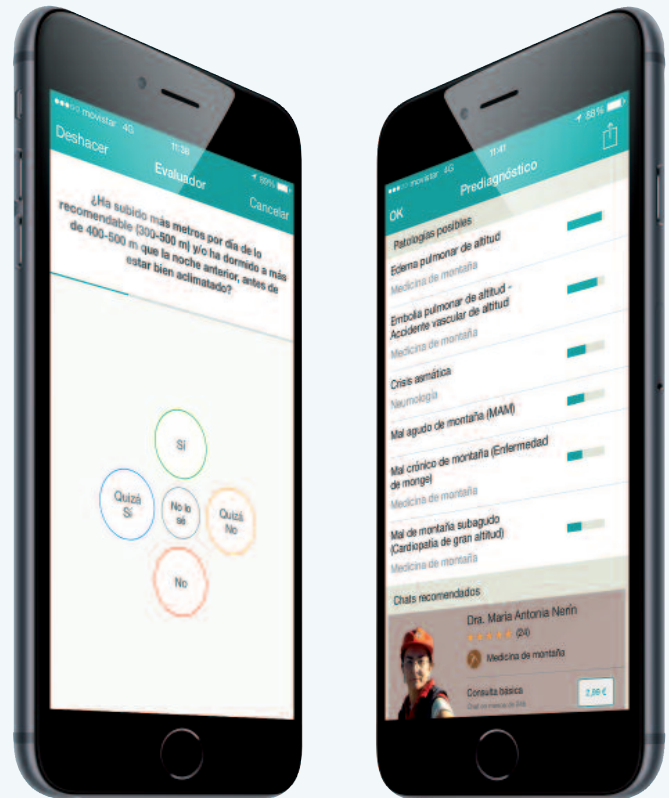 movistar 4G
11:38
89%
Deshacer
Evaluador
Cancelar
¿Ha subido más metros por día de lo
recomendable (300-500 m) y/o ha dormido a más
de 400-500 m que la noche anterior, antes de
estar bien aclimatado?
Sí
Quizá
Sí
No lo
sé
Quizá
No
No
movistar 4G
11:41
88%
OK
Prediagnóstico
Patologías posibles
Edema pulmonar de altitud
Medicina de montaña
Embolia pulmonar de altitud -
Accidente vascular de altitud
Medicina de montaña
Crisis asmática
Neumología
Mal agudo de montaña (MAM)
Mal crónico de montaña (Enfermedad
de monge)
Medicina de montaña
Mal de montaña subagudo
(Cardiopatía de gran altitud)
Medicina de montaña
Chats recomendados
Dra. María Antonia Nerín
(24)
Medicina de montaña
Consulta básica
2,99 €